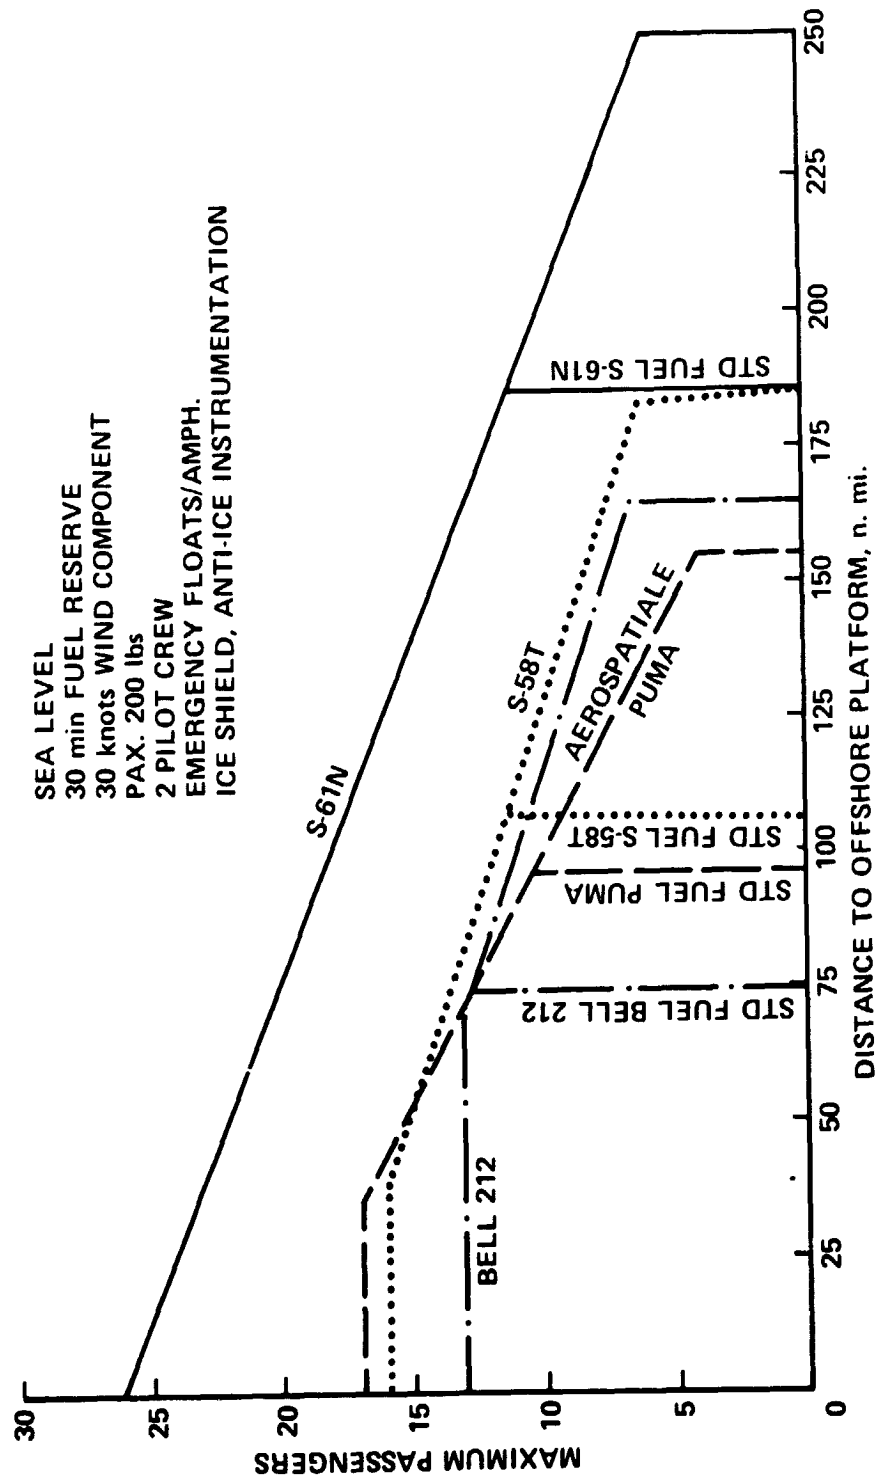 SEA LEVEL
30 min FUEL RESERVE
30 knots WIND COMPONENT
PAX. 200 lbs
2 PILOT CREW
EMERGENCY FLOATS/AMPH.
ICE SHIELD, ANTI-ICE INSTRUMENTATION
MAXIMUM PASSENGERS
30
25
20
15
10
5
0
S-61N
S-58T
AEROSPATIALE
PUMA
BELL 212
STD FUEL BELL 212
STD FUEL PUMA
STD FUEL S-58T
STD FUEL S-61N
25
50
75
100
125
150
175
200
225
250
DISTANCE TO OFFSHORE PLATFORM, n. mi.